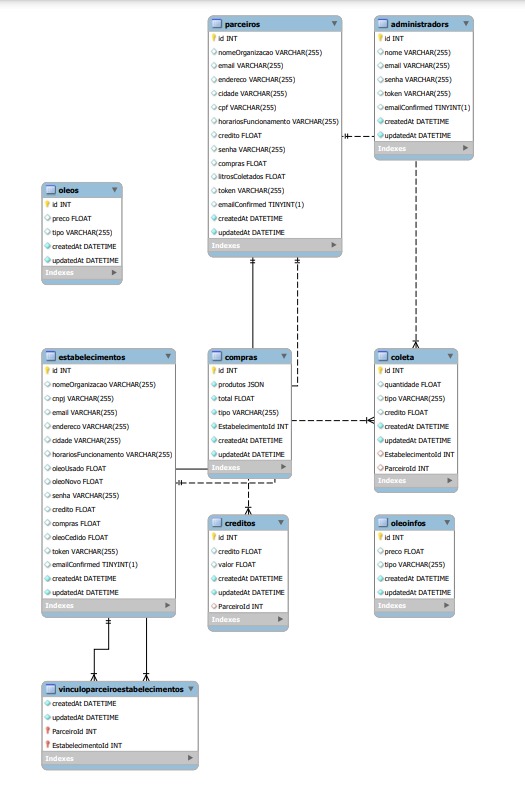 parceiros
id INT
nomeOrganizacao VARCHAR(255)
email VARCHAR(255)
endereco VARCHAR(255)
cidade VARCHAR(255)
cpf VARCHAR(255)
horariosFuncionamento VARCHAR(255)
credito FLOAT
senha VARCHAR(255)
compras FLOAT
litrosColetados FLOAT
token VARCHAR(255)
emailConfirmed TINYINT(1)
createdAt DATETIME
updatedAt DATETIME
Indexes
administradors
id INT
nome VARCHAR(255)
email VARCHAR(255)
senha VARCHAR(255)
token VARCHAR(255)
emailConfirmed TINYINT(1)
createdAt DATETIME
updatedAt DATETIME
Indexes
oleos
id INT
preco FLOAT
tipo VARCHAR(255)
createdAt DATETIME
updatedAt DATETIME
Indexes
estabelecimentos
id INT
nomeOrganizacao VARCHAR(255)
cnpj VARCHAR(255)
email VARCHAR(255)
endereco VARCHAR(255)
cidade VARCHAR(255)
horariosFuncionamento VARCHAR(255)
oleoUsado FLOAT
oleoNovo FLOAT
senha VARCHAR(255)
credito FLOAT
compras FLOAT
oleoCedido FLOAT
token VARCHAR(255)
emailConfirmed TINYINT(1)
createdAt DATETIME
updatedAt DATETIME
Indexes
compras
id INT
produtos JSON
total FLOAT
tipo VARCHAR(255)
EstabelecimentoId INT
createdAt DATETIME
updatedAt DATETIME
Indexes
coleta
id INT
quantidade FLOAT
tipo VARCHAR(255)
credito FLOAT
createdAt DATETIME
updatedAt DATETIME
EstabelecimentoId INT
ParceiroId INT
Indexes
creditos
id INT
credito FLOAT
valor FLOAT
createdAt DATETIME
updatedAt DATETIME
ParceiroId INT
Indexes
oleoinfos
id INT
preco FLOAT
tipo VARCHAR(255)
createdAt DATETIME
updatedAt DATETIME
Indexes
vinculoparceiroestabelecimentos
createdAt DATETIME
updatedAt DATETIME
ParceiroId INT
EstabelecimentoId INT
Indexes